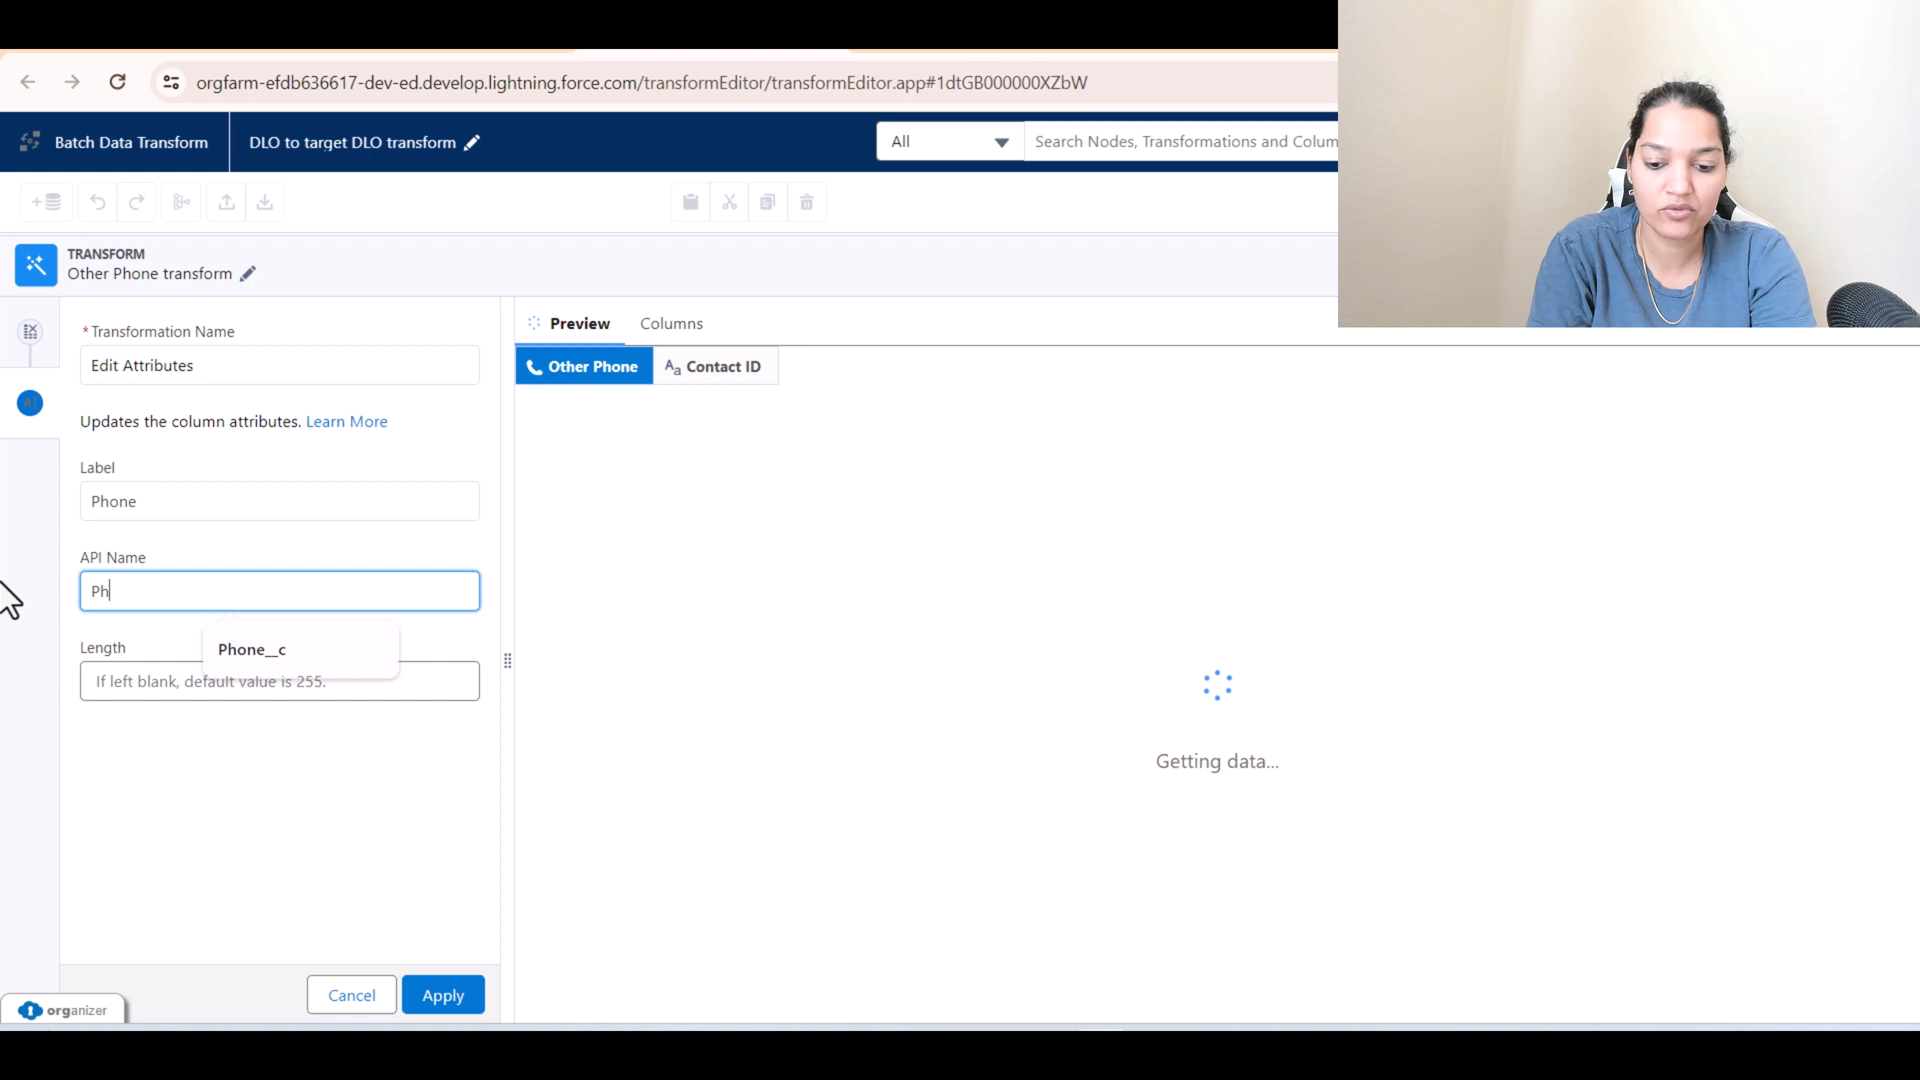 orgfarm-efdb636617-dev-ed.develop.lightning.force.com/transformEditor/transformEditor.app#1dtGB000000XZbW
Batch Data Transform
DLO to target DLO transform
All
Search Nodes, Transformations and Colum
TRANSFORM
Other Phone transform
* Transformation Name
Edit Attributes
Updates the column attributes. Learn More
Label
Phone
API Name
Ph
Phone__c
Length
If left blank, default value is 255.
Cancel
Apply
organizer
Preview
Columns
Other Phone
Aa Contact ID
Getting data...